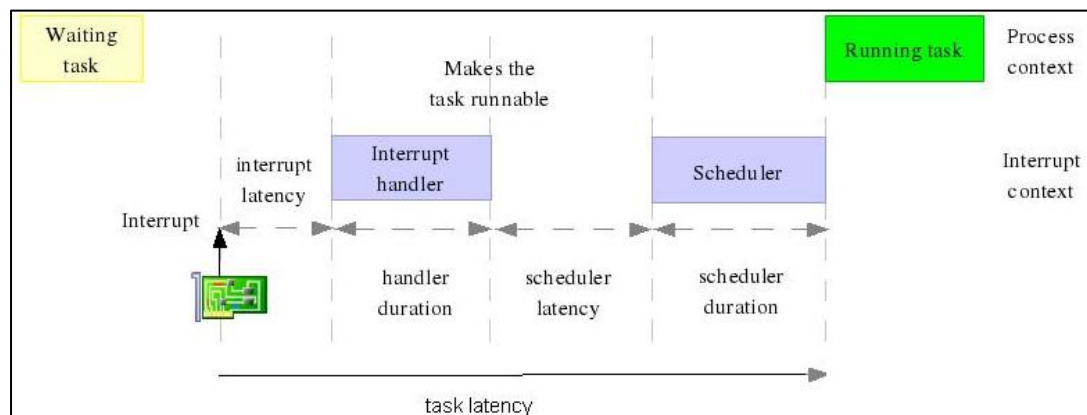 Waiting
task
Running task
Process
context
Makes the
task runnable
interrupt
latency
Interrupt
handler
Scheduler
Interrupt
context
Interrupt
handler
duration
scheduler
latency
scheduler
duration
task latency